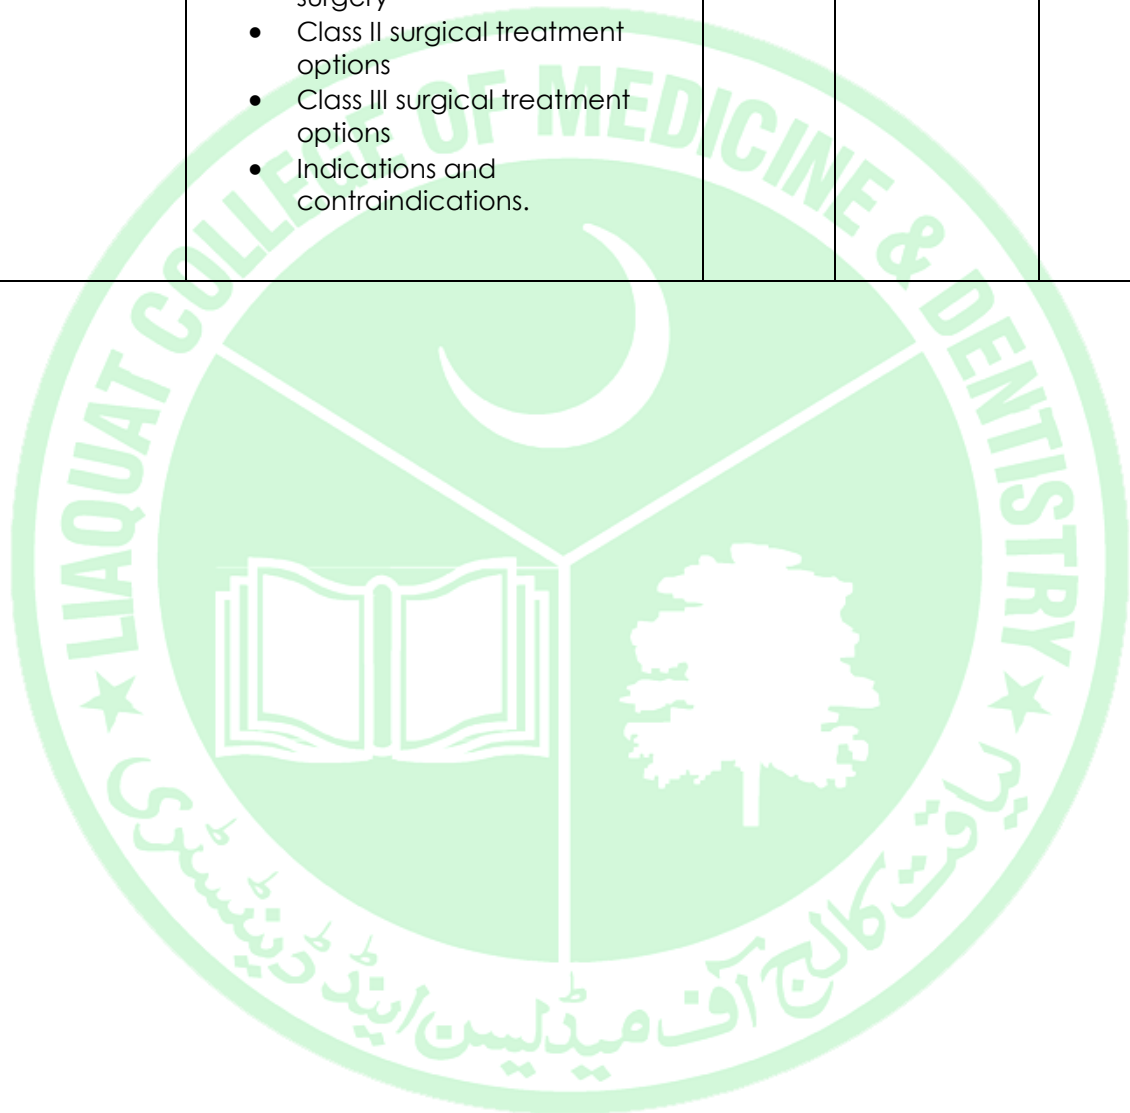 surgery
• Class II surgical treatment
options
• Class III surgical treatment
options
• Indications and
contraindications.
LIAQUAT COLLEGE OF MEDICINE & DENTISTRY
لیاقت کالج آف میڈیسن اینڈ ڈینٹسٹری